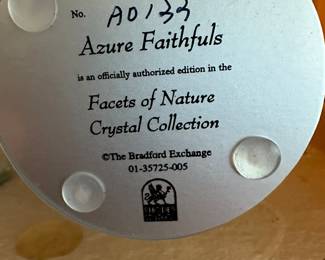 No. A0133
Azure Faithfuls
is an officially authorized edition in the
Facets of Nature
Crystal Collection
©The Bradford Exchange
01-35725-005